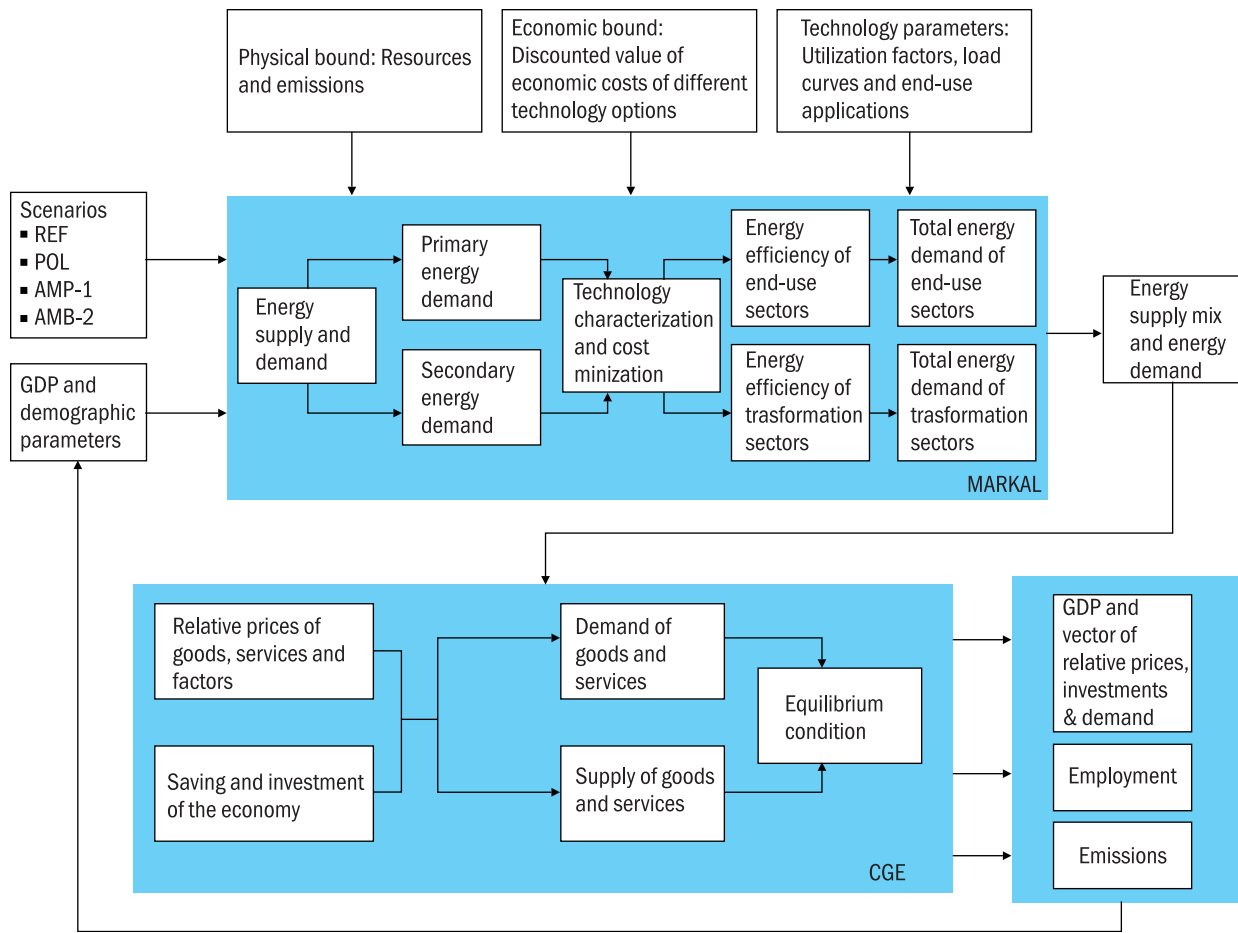 Physical bound: Resources
and emissions
Economic bound:
Discounted value of
economic costs of different
technology options
Technology parameters:
Utilization factors, load
curves and end-use
applications
Scenarios
▪ REF
▪ POL
▪ AMP-1
▪ AMB-2
GDP and
demographic
parameters
Energy
supply and
demand
Primary
energy
demand
Secondary
energy
demand
Technology
characterization
and cost
minization
Energy
efficiency of
end-use
sectors
Total energy
demand of
end-use
sectors
Energy
efficiency of
trasformation
sectors
Total energy
demand of
trasformation
sectors
MARKAL
Energy
supply mix
and energy
demand
Relative prices of
goods, services and
factors
Saving and investment
of the economy
Demand of
goods and
services
Supply of goods
and services
Equilibrium
condition
CGE
GDP and
vector of
relative prices,
investments
& demand
Employment
Emissions